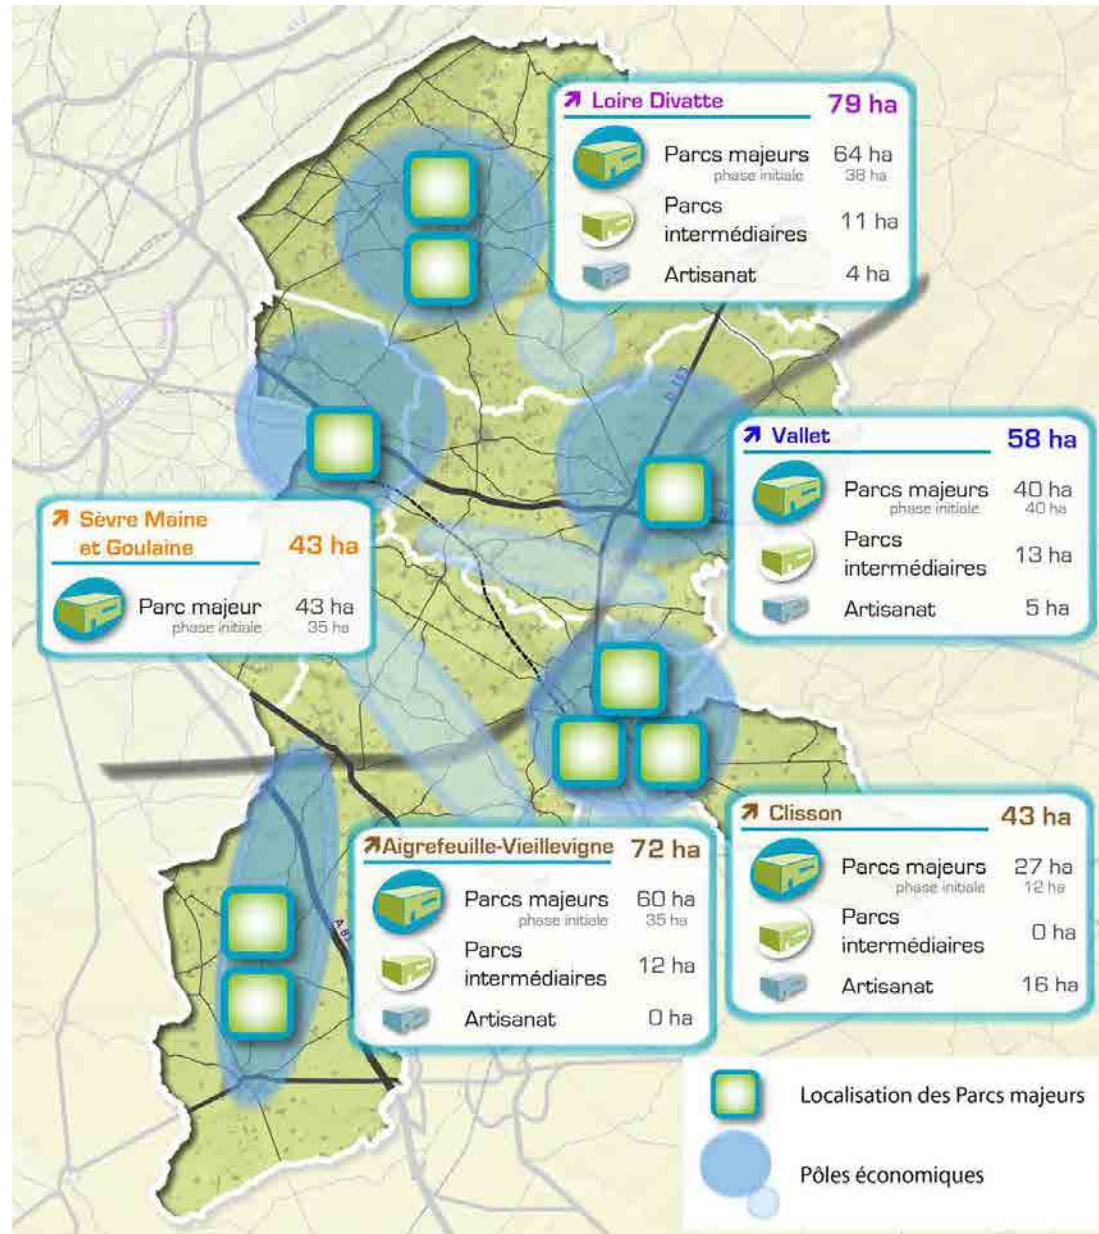 Loire Divatte 79 ha
Parcs majeurs 64 ha
phase initiale 38 ha
Parcs
intermédiaires 11 ha
Artisanat 4 ha
Vallet 58 ha
Parcs majeurs 40 ha
phase initiale 40 ha
Parcs
intermédiaires 13 ha
Artisanat 5 ha
Sèvre Maine
et Goulaine 43 ha
Parc majeur 43 ha
phase initiale 35 ha
Aigrefeuille-Vieillevigne 72 ha
Parcs majeurs 60 ha
phase initiale 35 ha
Parcs
intermédiaires 12 ha
Artisanat 0 ha
Clisson 43 ha
Parcs majeurs 27 ha
phase initiale 12 ha
Parcs
intermédiaires 0 ha
Artisanat 16 ha
A 83
Localisation des Parcs majeurs
Pôles économiques